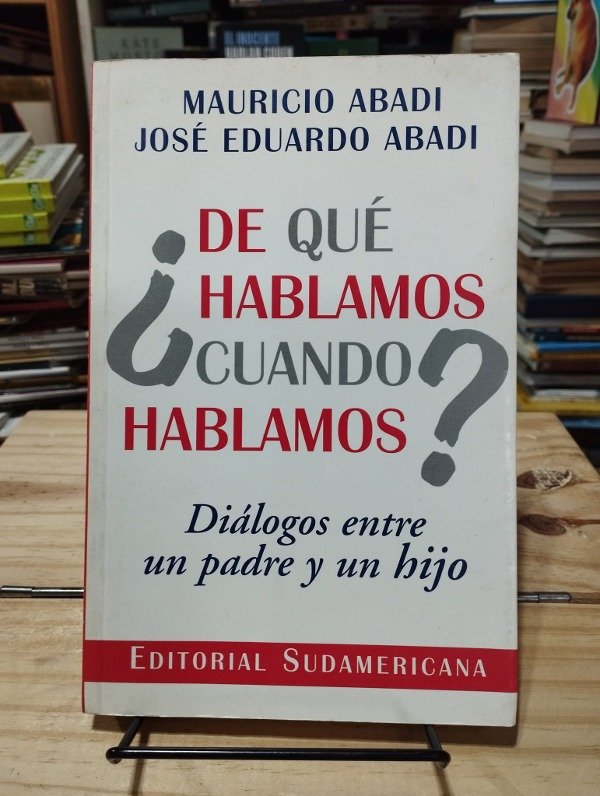 MAURICIO ABADI
JOSÉ EDUARDO ABADI
¿DE QUÉ
HABLAMOS
CUANDO
HABLAMOS?
Diálogos entre
un padre y un hijo
EDITORIAL SUDAMERICANA